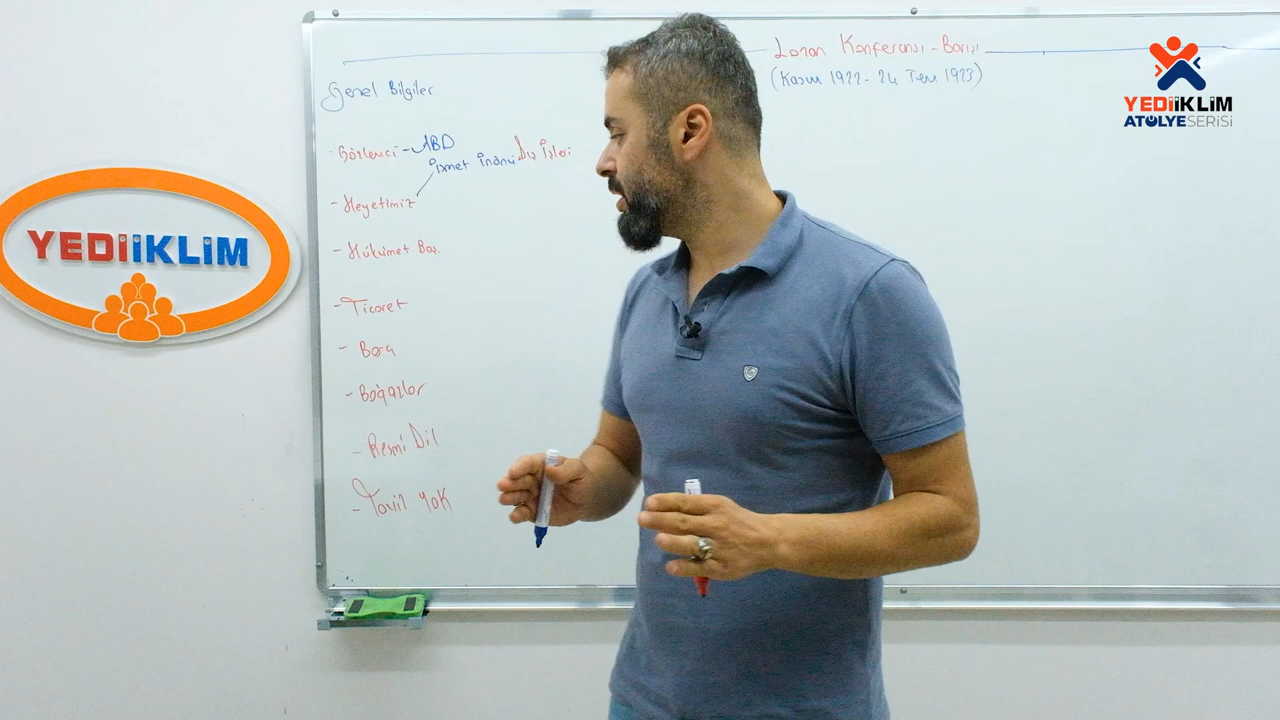 Lozan Konferansı - Barışı
(Kasım 1922 - 24 Tem 1923)
YEDİİKLİM
ATÖLYE SERİSİ
Genel Bilgiler
- Gözlemci - ABD
İsmet İnönü Dış İşleri
- Heyetimiz
- Hükümet Baş.
- Ticaret
- Borç
- Boğazlar
- Resmi Dil
- Taviz Yok
YEDİİKLİM